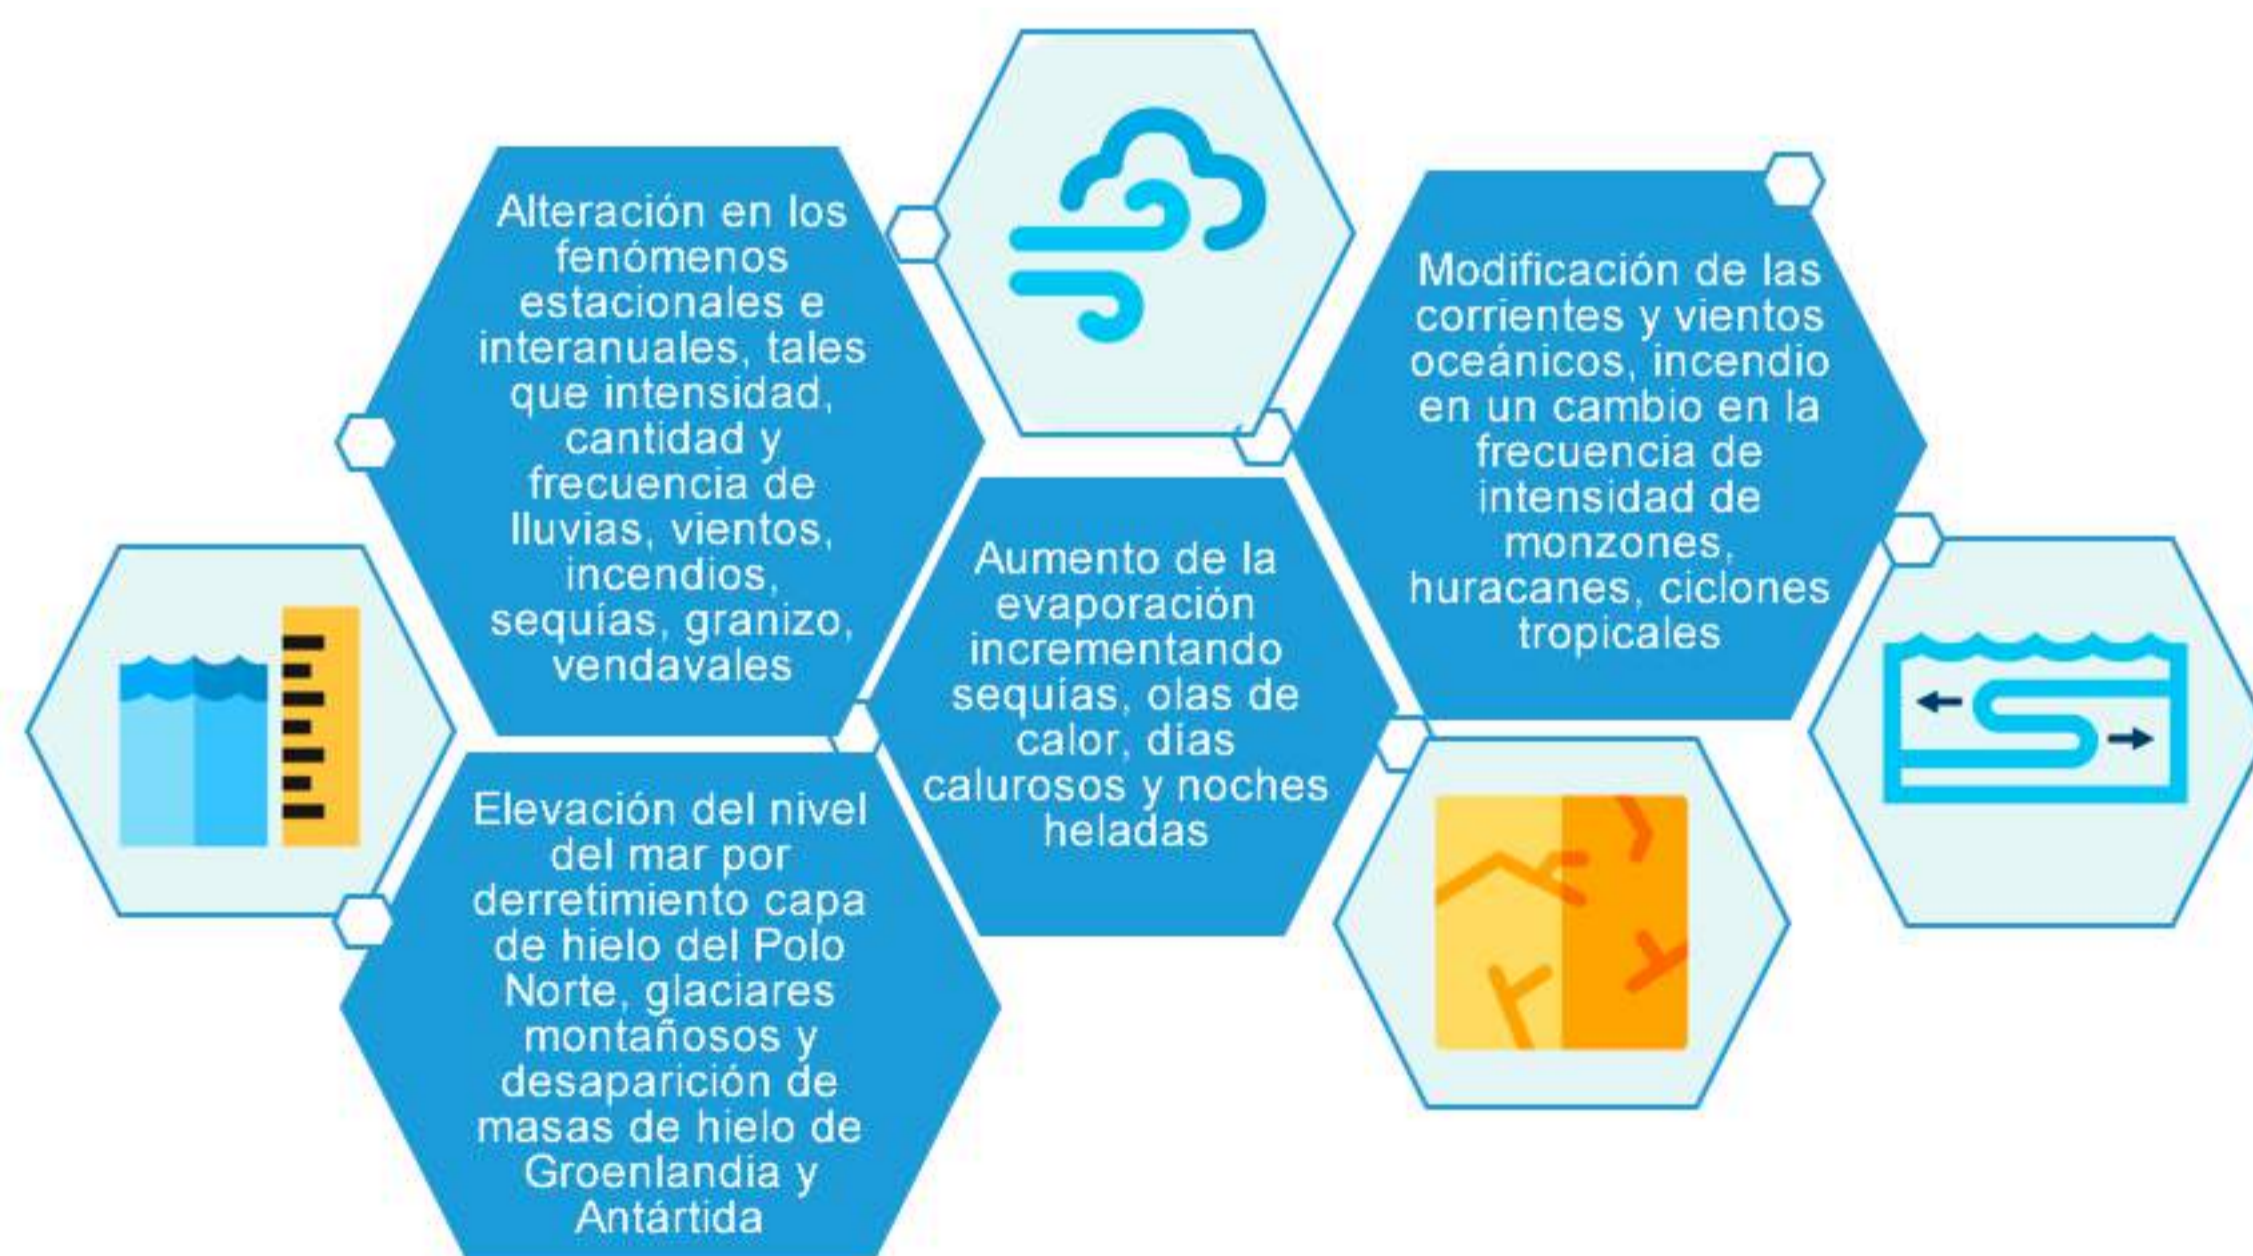 Alteración en los
fenómenos
estacionales e
interanuales, tales
que intensidad,
cantidad y
frecuencia de
lluvias, vientos,
incendios,
sequías, granizo,
vendavales
Modificación de las
corrientes y vientos
oceánicos, incendio
en un cambio en la
frecuencia de
intensidad de
monzones,
huracanes, ciclones
tropicales
Aumento de la
evaporación
incrementando
sequías, olas de
calor, días
calurosos y noches
heladas
Elevación del nivel
del mar por
derretimiento capa
de hielo del Polo
Norte, glaciares
montañosos y
desaparición de
masas de hielo de
Groenlandia y
Antártida